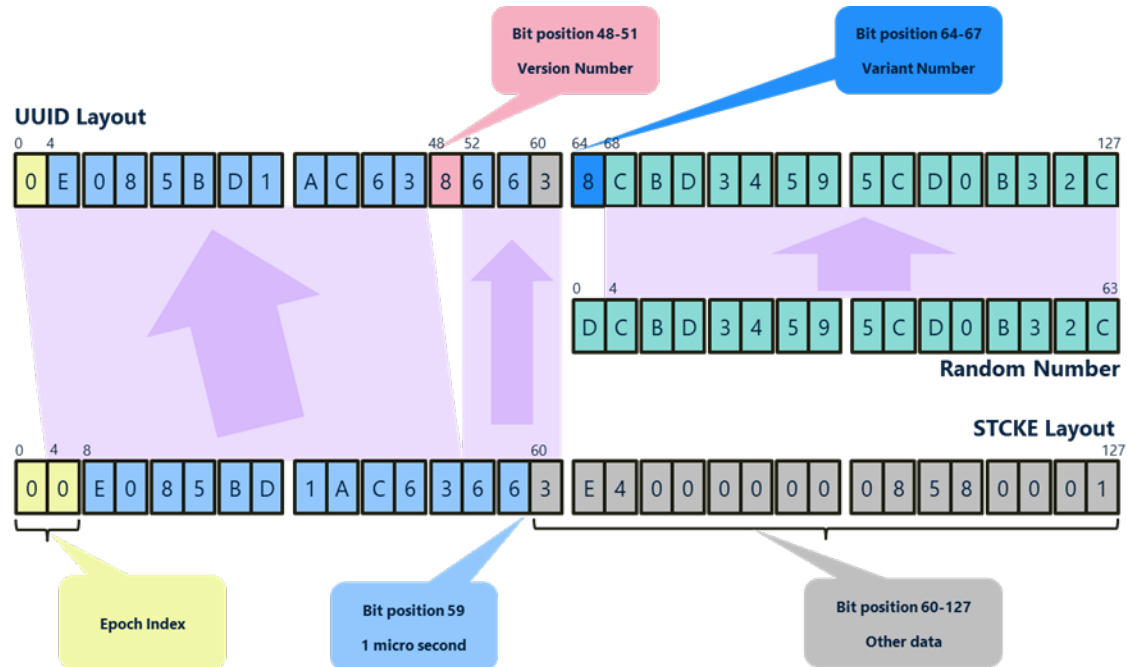 Bit position 48-51
Version Number
Bit position 64-67
Variant Number
UUID Layout
0 4 48 52 60 64 68 127
0 E 0 8 5 B D 1 A C 6 3 8 6 6 3 8 C B D 3 4 5 9 5 C D 0 B 3 2 C
0 4 63
D C B D 3 4 5 9 5 C D 0 B 3 2 C
Random Number
STCKE Layout
0 4 8 60 127
0 0 E 0 8 5 B D 1 A C 6 3 6 6 3 E 4 0 0 0 0 0 0 0 8 5 8 0 0 0 1
Epoch Index
Bit position 59
1 micro second
Bit position 60-127
Other data